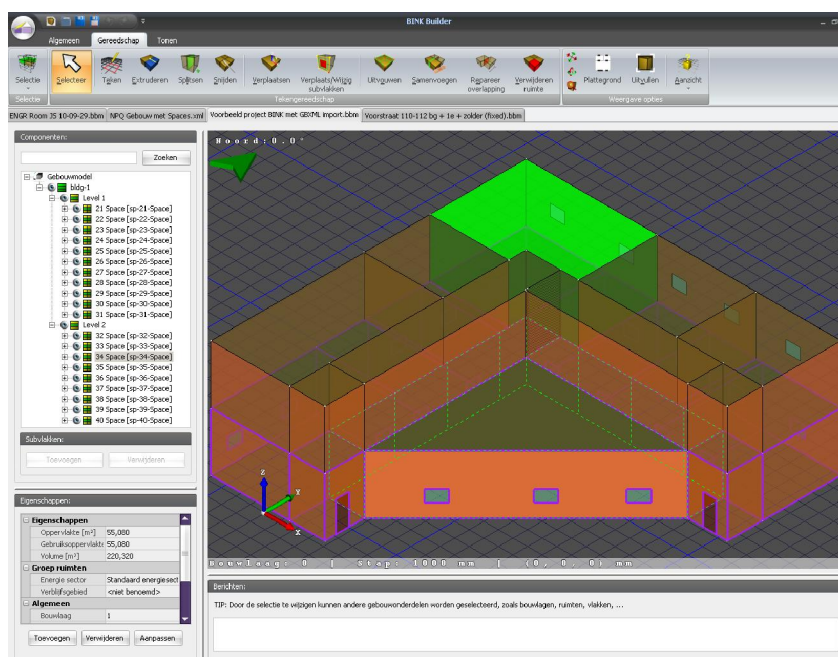 BINK Builder
Algemeen Gereedschap Tonen
Selectie Selecteer Teken Extruderen Splitsen Snijden Verplaatsen Verplaats/Wijzig subvlakken Uitvouwen Samenvoegen Repareer overlapping Verwijderen ruimte Plattegrond Uitvullen Aanzicht
Selectie Tekengereedschap Weergave opties
ENGR Room JS 10-09-29.bbm NPQ Gebouw met Spaces.xml Voorbeeld project BINK met GBXML import.bbm Voorstraat 110-112 bg + 1e + zolder (fixed).bbm
Componenten:
Zoeken
Gebouwmodel
bldg-1
Level 1
21 Space [sp-21-Space]
22 Space [sp-22-Space]
23 Space [sp-23-Space]
24 Space [sp-24-Space]
25 Space [sp-25-Space]
26 Space [sp-26-Space]
27 Space [sp-27-Space]
28 Space [sp-28-Space]
29 Space [sp-29-Space]
30 Space [sp-30-Space]
31 Space [sp-31-Space]
Level 2
32 Space [sp-32-Space]
33 Space [sp-33-Space]
34 Space [sp-34-Space]
35 Space [sp-35-Space]
36 Space [sp-36-Space]
37 Space [sp-37-Space]
38 Space [sp-38-Space]
39 Space [sp-39-Space]
40 Space [sp-40-Space]
Subvlakken:
Toevoegen Verwijderen
Eigenschappen:
Eigenschappen
Oppervlakte [m²] 55,080
Gebruiksoppervlakte 55,080
Volume [m³] 220,320
Groep ruimten
Energie sector Standaard energiesect
Verblijfsgebied <niet benoemd>
Algemeen
Bouwlaag 1
Toevoegen Verwijderen Aanpassen
Noord:0.0°
Z
Y
X
Bouwlaag: 0 | Stap: 1000 mm | (0, 0, 0) mm
Berichten:
TIP: Door de selectie te wijzigen kunnen andere gebouwonderdelen worden geselecteerd, zoals bouwlagen, ruimten, vlakken, ...